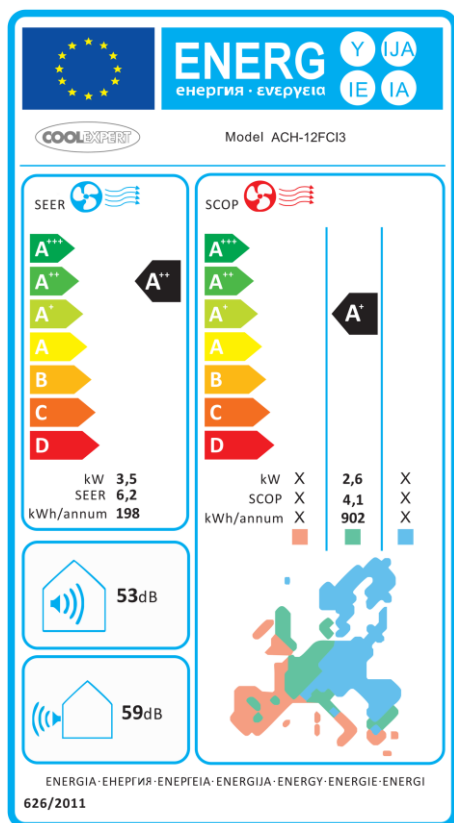 ENERG
енергия · ενεργεια
Y IJA
IE IA
COOLEXPERT
Model ACH-12FCI3
SEER
A+++
A++
A+
A
B
C
D
A++
kW 3,5
SEER 6,2
kWh/annum 198
SCOP
A+++
A++
A+
A
B
C
D
A+
kW X 2,6 X
SCOP X 4,1 X
kWh/annum X 902 X
53dB
59dB
ENERGIA·ЕНЕРГИЯ·ΕΝΕΡΓΕΙΑ·ENERGIJA·ENERGY·ENERGIE·ENERGI
626/2011